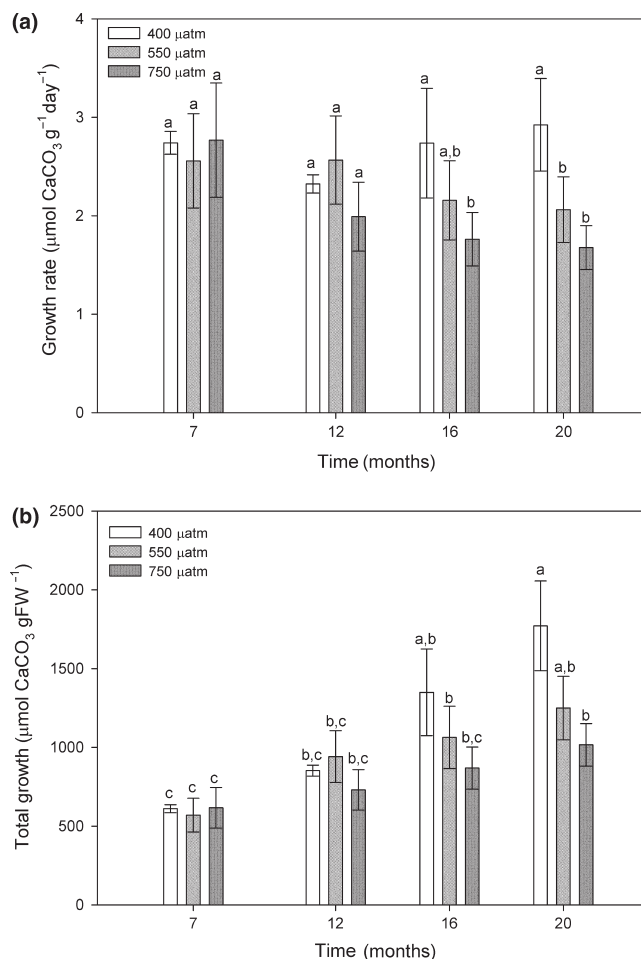 (a)
4
3
2
1
0
Growth rate (μmol CaCO₃ g⁻¹ day⁻¹)
400 μatm
550 μatm
750 μatm
a a a
a a a
a a,b b
a b b
7 12 16 20
Time (months)
(b)
2500
2000
1500
1000
500
0
Total growth (μmol CaCO₃ gFW⁻¹)
400 μatm
550 μatm
750 μatm
c c c
b,c b,c b,c
a,b b b,c
a a,b b
7 12 16 20
Time (months)